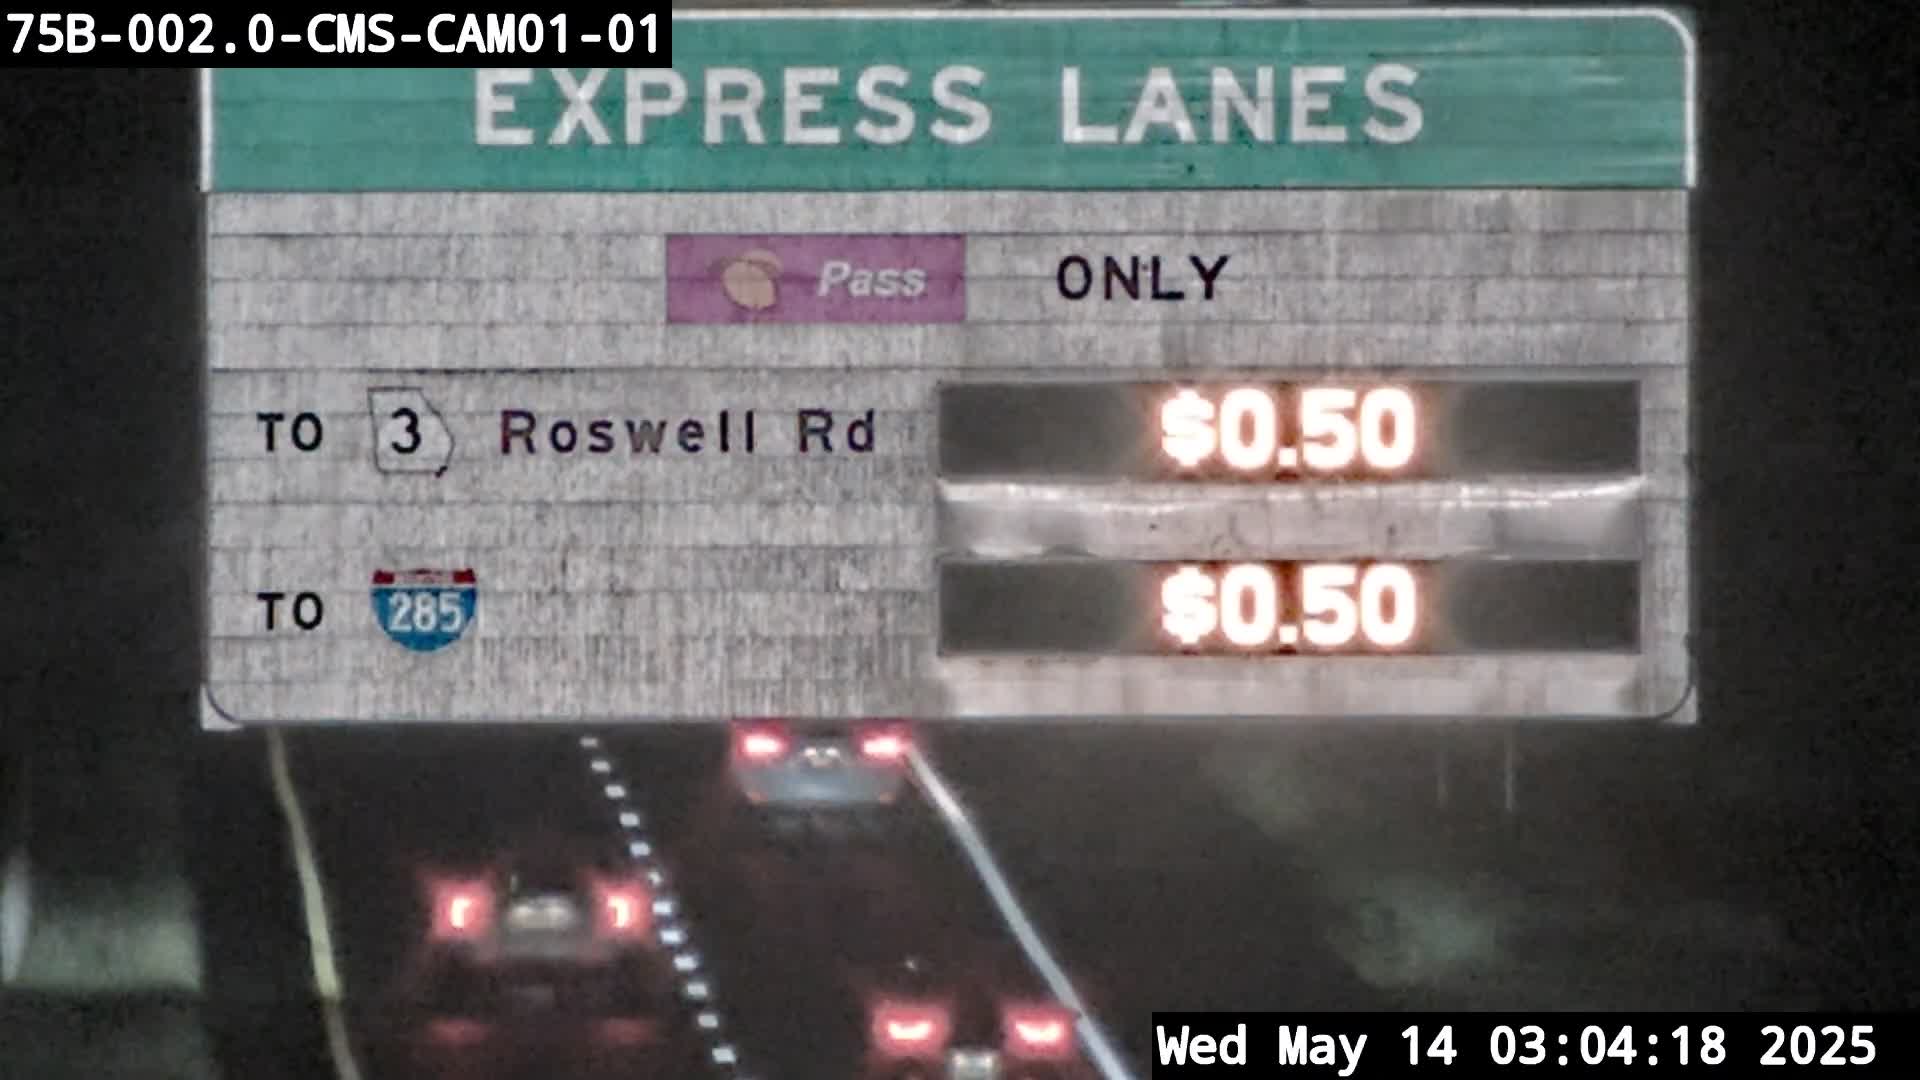 75B-002.0-CMS-CAM01-01
EXPRESS LANES
Pass ONLY
TO 3 Roswell Rd $0.50
TO 285 $0.50
Wed May 14 03:04:18 2025